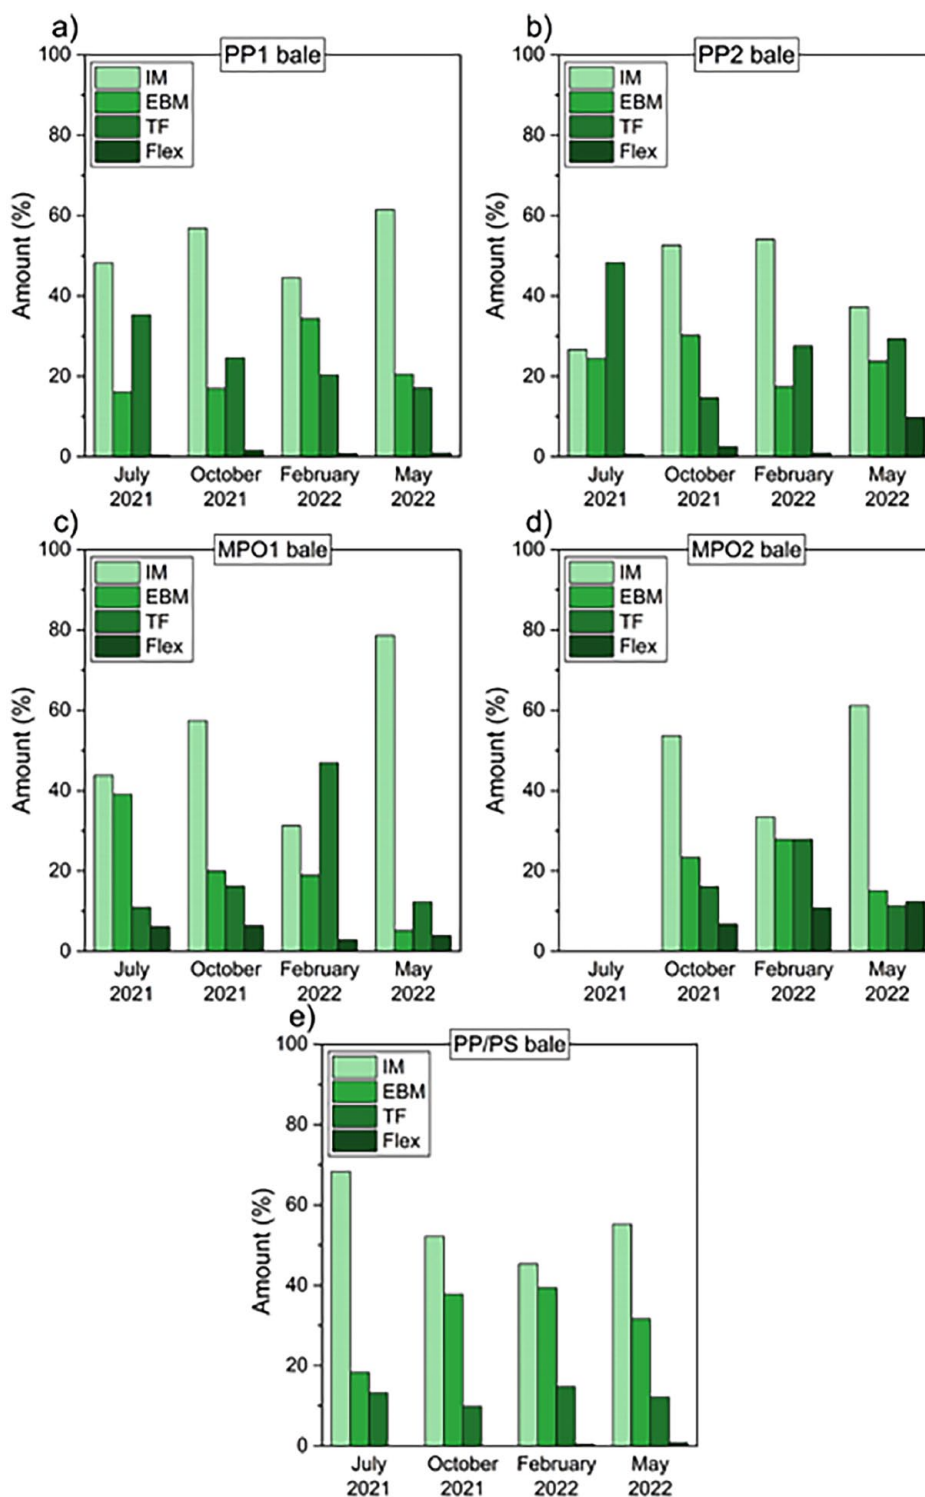 a)
PP1 bale
IM
EBM
TF
Flex
Amount (%)
100
80
60
40
20
0
July
2021
October
2021
February
2022
May
2022
b)
PP2 bale
IM
EBM
TF
Flex
Amount (%)
100
80
60
40
20
0
July
2021
October
2021
February
2022
May
2022
c)
MPO1 bale
IM
EBM
TF
Flex
Amount (%)
100
80
60
40
20
0
July
2021
October
2021
February
2022
May
2022
d)
MPO2 bale
IM
EBM
TF
Flex
Amount (%)
100
80
60
40
20
0
July
2021
October
2021
February
2022
May
2022
e)
PP/PS bale
IM
EBM
TF
Flex
Amount (%)
100
80
60
40
20
0
July
2021
October
2021
February
2022
May
2022